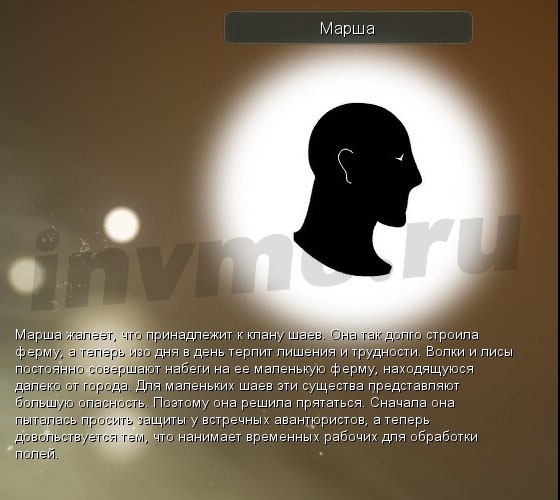 Марша
invmo.ru
Марша жалеет, что принадлежит к клану шаев. Она так долго строила
ферму, а теперь изо дня в день терпит лишения и трудности. Волки и лисы
постоянно совершают набеги на ее маленькую ферму, находящуюся
далеко от города. Для маленьких шаев эти существа представляют
большую опасность. Поэтому она решила прятаться. Сначала она
пыталась просить защиты у встречных авантюристов, а теперь
довольствуется тем, что нанимает временных рабочих для обработки
полей.